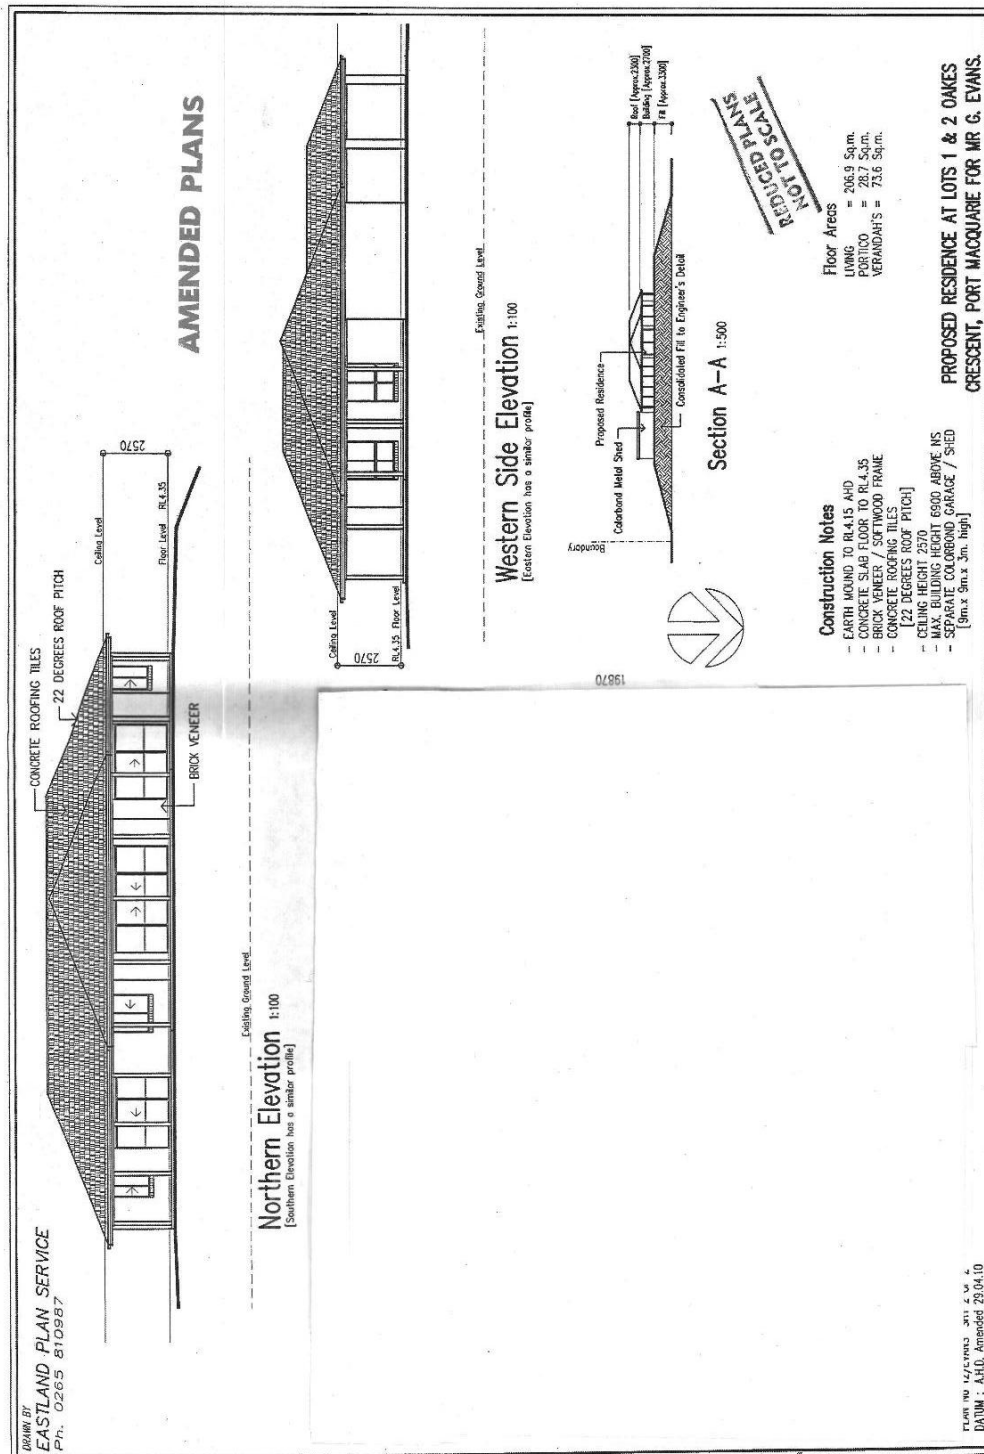 DRAWN BY
EASTLAND PLAN SERVICE
Ph. 0265 810987
CONCRETE ROOFING TILES
22 DEGREES ROOF PITCH
Ceiling Level
2570
Floor Level RL4.35
BRICK VENEER
AMENDED PLANS
Existing Ground Level
Northern Elevation 1:100
[Southern Elevation has a similar profile]
Ceiling Level
2570
RL4.35 Floor Level
Existing Ground Level
Western Side Elevation 1:100
[Eastern Elevation has a similar profile]
19870
Roof [Approx.2300]
Building [Approx.2700]
Fill [Approx.3300]
Proposed Residence
Colorbond Metal Shed
Boundary
Consolidated Fill to Engineer's Detail
Section A-A 1:500
REDUCED PLANS
NOT TO SCALE
Construction Notes
- EARTH MOUND TO RL4.15 AHD
- CONCRETE SLAB FLOOR TO RL4.35
- BRICK VENEER / SOFTWOOD FRAME
- CONCRETE ROOFING TILES
[22 DEGREES ROOF PITCH]
- CEILING HEIGHT 2570
- MAX. BUILDING HEIGHT 6900 ABOVE NS
- SEPARATE COLORBOND GARAGE / SHED
[9m.x 9m.x 3m. high]
Floor Areas
LIVING = 206.9 Sq.m.
PORTICO = 28.7 Sq.m.
VERANDAH'S = 73.6 Sq.m.
PROPOSED RESIDENCE AT LOTS 1 & 2 OAKES
CRESCENT, PORT MACQUARIE FOR MR G. EVANS.
DATUM : A.H.D. Amended 29.04.10